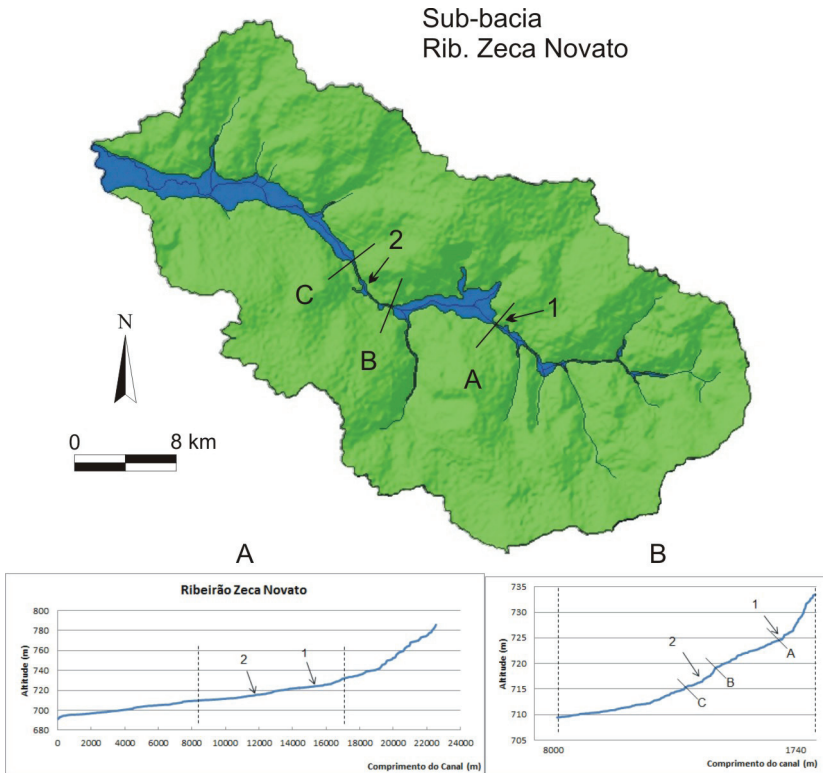 Sub-bacia
Rib. Zeca Novato
2
C
1
B
A
N
0 8 km
A
B
Ribeirão Zeca Novato
Altitude (m)
800
780
760
740
720
700
680
2
1
0 2000 4000 6000 8000 10000 12000 14000 16000 18000 20000 22000 24000
Comprimento do Canal (m)
Altitude (m)
735
730
725
720
715
710
705
1
2
A
B
C
8000 1740
Comprimento do Canal (m)